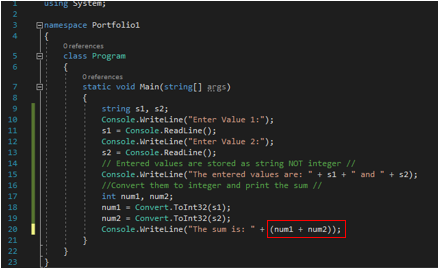 1 using System;
2
3 namespace Portfolio1
4 {
0 references
5 class Program
6 {
0 references
7 static void Main(string[] args)
8 {
9 string s1, s2;
10 Console.WriteLine("Enter Value 1:");
11 s1 = Console.ReadLine();
12 Console.WriteLine("Enter Value 2:");
13 s2 = Console.ReadLine();
14 // Entered values are stored as string NOT integer //
15 Console.WriteLine("The entered values are: " + s1 + " and " + s2);
16 //Convert them to integer and print the sum //
17 int num1, num2;
18 num1 = Convert.ToInt32(s1);
19 num2 = Convert.ToInt32(s2);
20 Console.WriteLine("The sum is: " + (num1 + num2));
21 }
22 }
23 }